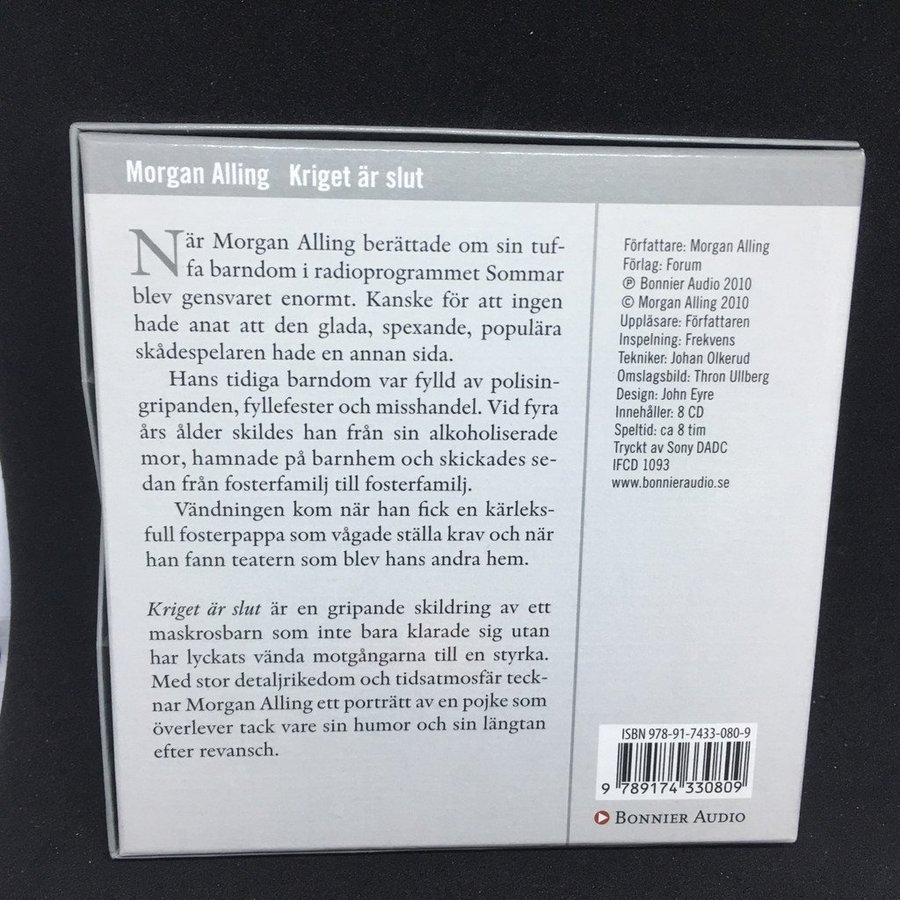 Morgan Alling Kriget är slut
När Morgan Alling berättade om sin tuf-
fa barndom i radioprogrammet Sommar
blev gensvaret enormt. Kanske för att ingen
hade anat att den glada, spexande, populära
skådespelaren hade en annan sida.
Hans tidiga barndom var fylld av polisin-
gripanden, fyllefester och misshandel. Vid fyra
års ålder skildes han från sin alkoholiserade
mor, hamnade på barnhem och skickades se-
dan från fosterfamilj till fosterfamilj.
Vändningen kom när han fick en kärleks-
full fosterpappa som vågade ställa krav och när
han fann teatern som blev hans andra hem.
Kriget är slut är en gripande skildring av ett
maskrosbarn som inte bara klarade sig utan
har lyckats vända motgångarna till en styrka.
Med stor detaljrikedom och tidsatmosfär teck-
nar Morgan Alling ett porträtt av en pojke som
överlever tack vare sin humor och sin längtan
efter revansch.
Författare: Morgan Alling
Förlag: Forum
℗ Bonnier Audio 2010
© Morgan Alling 2010
Uppläsare: Författaren
Inspelning: Frekvens
Tekniker: Johan Olkerud
Omslagsbild: Thron Ullberg
Design: John Eyre
Innehåller: 8 CD
Speltid: ca 8 tim
Tryckt av Sony DADC
IFCD 1093
www.bonnieraudio.se
ISBN 978-91-7433-080-9
9 789174 330809
Bonnier Audio